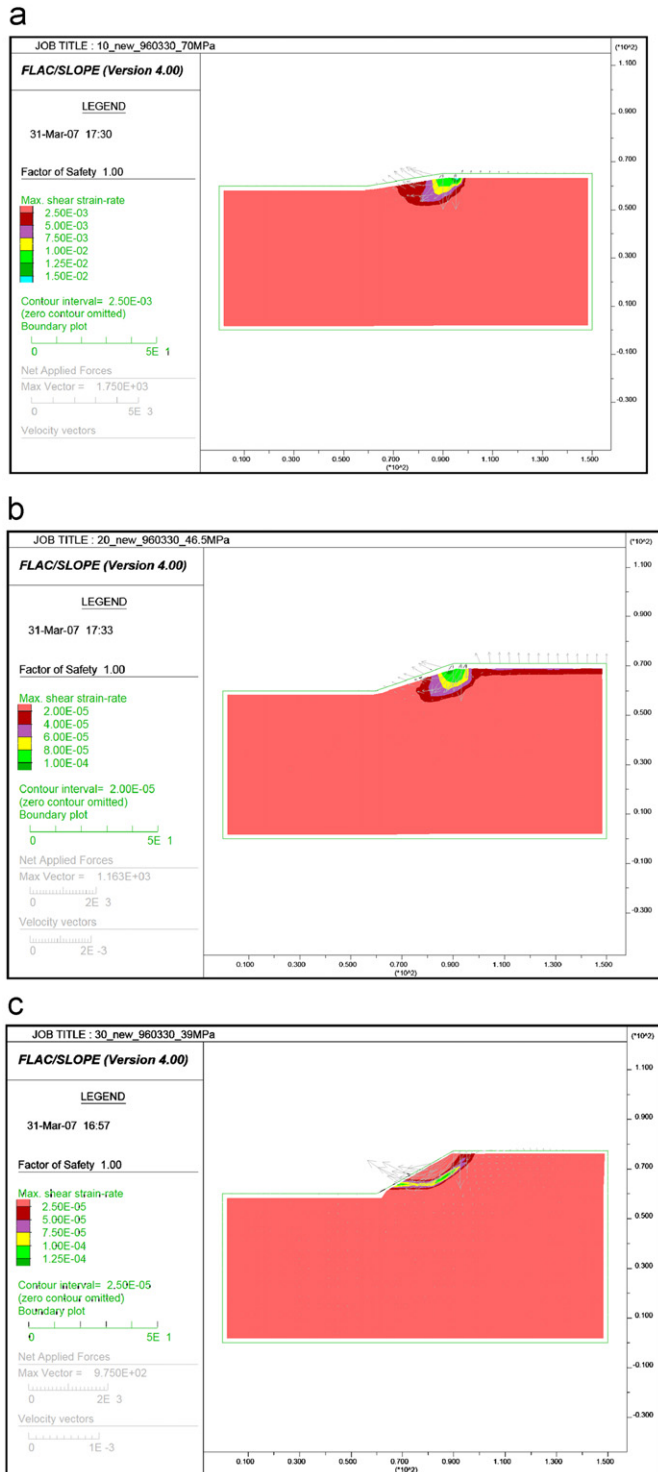 a
JOB TITLE : 10_new_960330_70MPa
(*10^2)
FLAC/SLOPE (Version 4.00)
LEGEND
31-Mar-07 17:30
Factor of Safety 1.00
Max. shear strain-rate
2.50E-03
5.00E-03
7.50E-03
1.00E-02
1.25E-02
1.50E-02
Contour interval= 2.50E-03
(zero contour omitted)
Boundary plot
0 5E 1
Net Applied Forces
Max Vector = 1.750E+03
0 5E 3
Velocity vectors
1.100
0.900
0.700
0.500
0.300
0.100
-0.100
-0.300
0.100 0.300 0.500 0.700 0.900 1.100 1.300 1.500
(*10^2)
b
JOB TITLE : 20_new_960330_46.5MPa
(*10^2)
FLAC/SLOPE (Version 4.00)
LEGEND
31-Mar-07 17:33
Factor of Safety 1.00
Max. shear strain-rate
2.00E-05
4.00E-05
6.00E-05
8.00E-05
1.00E-04
Contour interval= 2.00E-05
(zero contour omitted)
Boundary plot
0 5E 1
Net Applied Forces
Max Vector = 1.163E+03
0 2E 3
Velocity vectors
0 2E -3
1.100
0.900
0.700
0.500
0.300
0.100
-0.100
-0.300
0.100 0.300 0.500 0.700 0.900 1.100 1.300 1.500
(*10^2)
c
JOB TITLE : 30_new_960330_39MPa
(*10^2)
FLAC/SLOPE (Version 4.00)
LEGEND
31-Mar-07 16:57
Factor of Safety 1.00
Max. shear strain-rate
2.50E-05
5.00E-05
7.50E-05
1.00E-04
1.25E-04
Contour interval= 2.50E-05
(zero contour omitted)
Boundary plot
0 5E 1
Net Applied Forces
Max Vector = 9.750E+02
0 2E 3
Velocity vectors
0 1E -3
1.100
0.900
0.700
0.500
0.300
0.100
-0.100
-0.300
0.100 0.300 0.500 0.700 0.900 1.100 1.300 1.500
(*10^2)